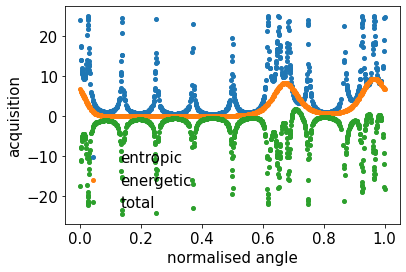 20
10
0
−10
−20
acquisition
entropic
energetic
total
0.0 0.2 0.4 0.6 0.8 1.0
normalised angle